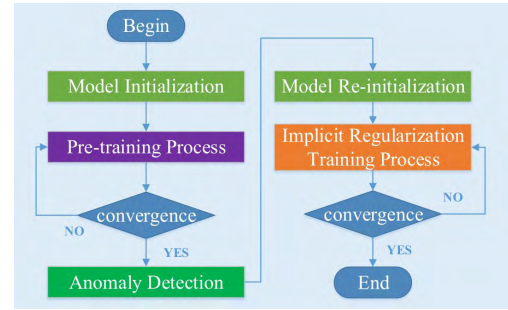 Begin
Model Initialization
Pre-training Process
convergence
NO
YES
Anomaly Detection
Model Re-initialization
Implicit Regularization
Training Process
convergence
NO
YES
End